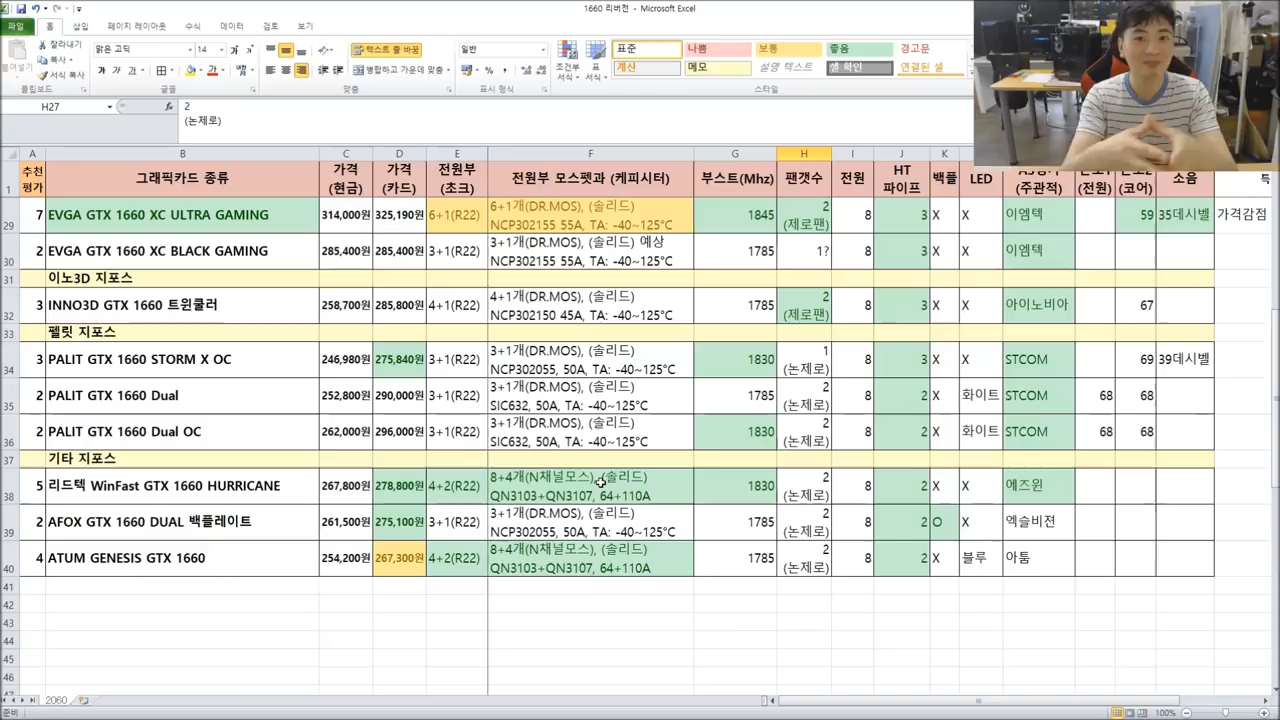 1660 리버전 - Microsoft Excel
파일 홈 삽입 페이지 레이아웃 수식 데이터 검토 보기
잘라내기
복사
서식 복사
붙여넣기
클립보드
맑은 고딕 14
가 가 가
글꼴
텍스트 줄 바꿈
병합하고 가운데 맞춤
맞춤
일반
표시 형식
조건부 서식 표 서식
표준 나쁨 보통 좋음 경고문
계산 메모 설명 텍스트 셀 확인 연결된 셀
스타일
H27 fx 2
(논제로)
A B C D E F G H I J K L M
1 추천 평가 그래픽카드 종류 가격 (현금) 가격 (카드) 전원부 (초크) 전원부 모스펫과 (케피시터) 부스트(Mhz) 팬갯수 전원 HT 파이프 백플 LED (주관적) (전원) (코어) 소음
29 7 EVGA GTX 1660 XC ULTRA GAMING 314,000원 325,190원 6+1(R22) 6+1개(DR.MOS), (솔리드) NCP302155 55A, TA: -40~125℃ 1845 2 (제로팬) 8 3 X X 이엠텍 59 35데시벨 가격감점
30 2 EVGA GTX 1660 XC BLACK GAMING 285,400원 285,400원 3+1(R22) 3+1개(DR.MOS), (솔리드) 예상 NCP302155 55A, TA: -40~125℃ 1785 1? 8 3 X X 이엠텍
31 이노3D 지포스
32 3 INNO3D GTX 1660 트윈쿨러 258,700원 285,800원 4+1(R22) 4+1개(DR.MOS), (솔리드) NCP302150 45A, TA: -40~125℃ 1785 2 (제로팬) 8 3 X X 아이노비아 67
33 펠릿 지포스
34 3 PALIT GTX 1660 STORM X OC 246,980원 275,840원 3+1(R22) 3+1개(DR.MOS), (솔리드) NCP302055, 50A, TA: -40~125℃ 1830 1 (논제로) 8 3 X X STCOM 69 39데시벨
35 2 PALIT GTX 1660 Dual 252,800원 290,000원 3+1(R22) 3+1개(DR.MOS), (솔리드) SIC632, 50A, TA: -40~125℃ 1785 2 (논제로) 8 2 X 화이트 STCOM 68 68
36 2 PALIT GTX 1660 Dual OC 262,000원 296,000원 3+1(R22) 3+1개(DR.MOS), (솔리드) SIC632, 50A, TA: -40~125℃ 1830 2 (논제로) 8 2 X 화이트 STCOM 68 68
37 기타 지포스
38 5 리드텍 WinFast GTX 1660 HURRICANE 267,800원 278,800원 4+2(R22) 8+4개(N채널모스), (솔리드) QN3103+QN3107, 64+110A 1830 2 (논제로) 8 2 X X 에즈윈
39 2 AFOX GTX 1660 DUAL 백플레이트 261,500원 275,100원 3+1(R22) 3+1개(DR.MOS), (솔리드) NCP302055, 50A, TA: -40~125℃ 1785 2 (논제로) 8 2 O X 엑슬비젼
40 4 ATUM GENESIS GTX 1660 254,200원 267,300원 4+2(R22) 8+4개(N채널모스), (솔리드) QN3103+QN3107, 64+110A 1785 2 (논제로) 8 2 X 블루 아툼
41
42
43
44
45
46
2060
준비 100%